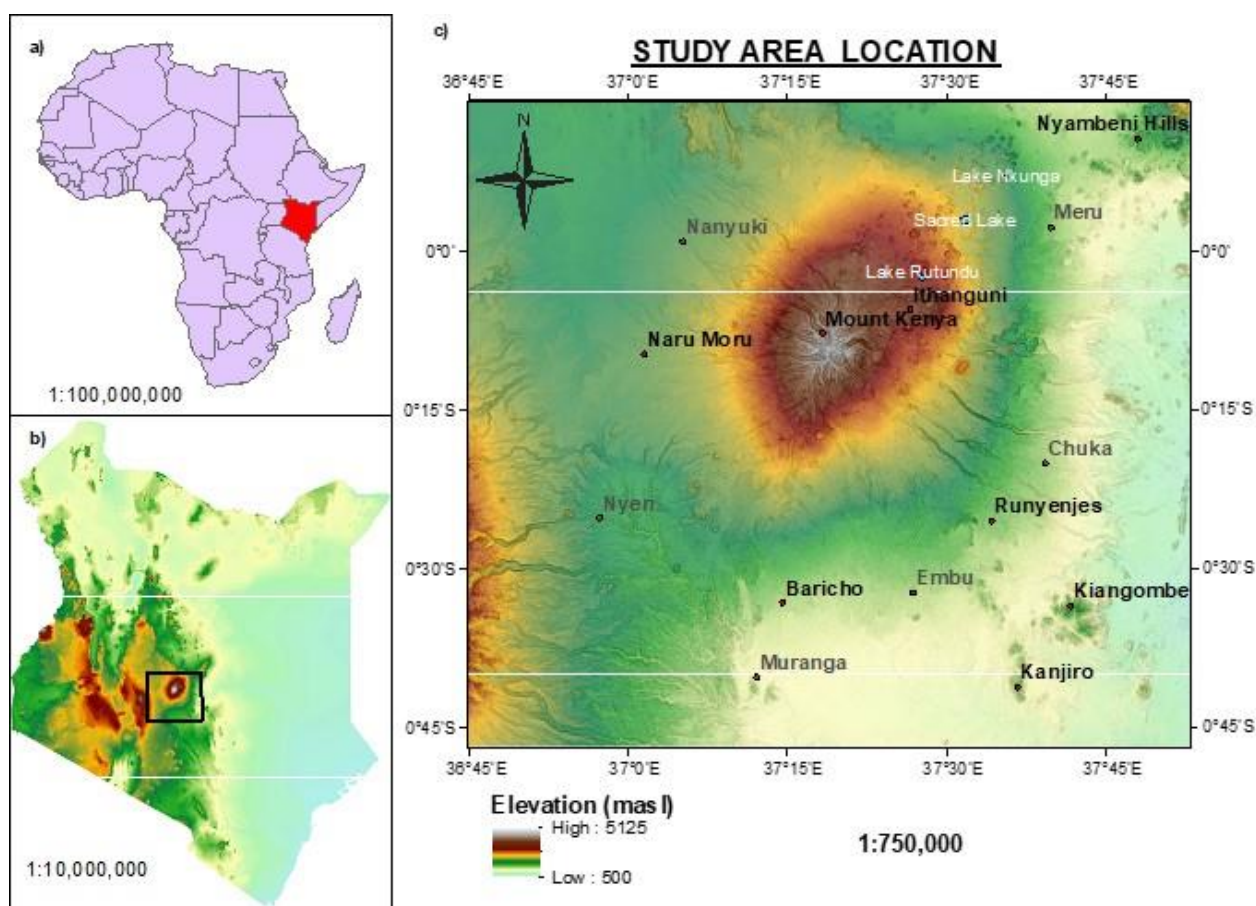 a)
1:100,000,000
b)
1:10,000,000
c)
STUDY AREA LOCATION
36°45'E 37°0'E 37°15'E 37°30'E 37°45'E
N
Nyambeni Hills
Lake Nkunga
Sacred Lake
Meru
Nanyuki
0°0' 0°0'
Lake Rutundu
Ithanguni
Mount Kenya
Naru Moru
0°15'S 0°15'S
Chuka
Nyeri
Runyenjes
0°30'S 0°30'S
Baricho
Embu
Kiangombe
Muranga
Kanjiro
0°45'S 0°45'S
36°45'E 37°0'E 37°15'E 37°30'E 37°45'E
Elevation (masl)
High : 5125
Low : 500
1:750,000